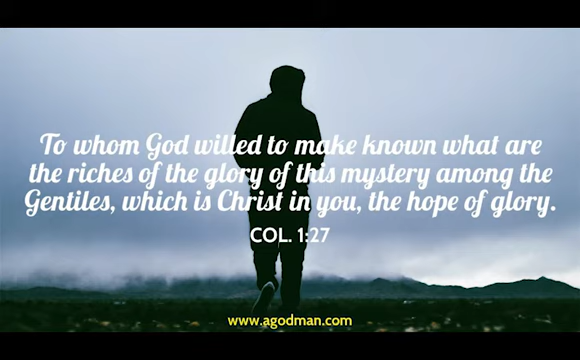 To whom God willed to make known what are
the riches of the glory of this mystery among the
Gentiles, which is Christ in you, the hope of glory.
COL. 1:27
www.agodman.com